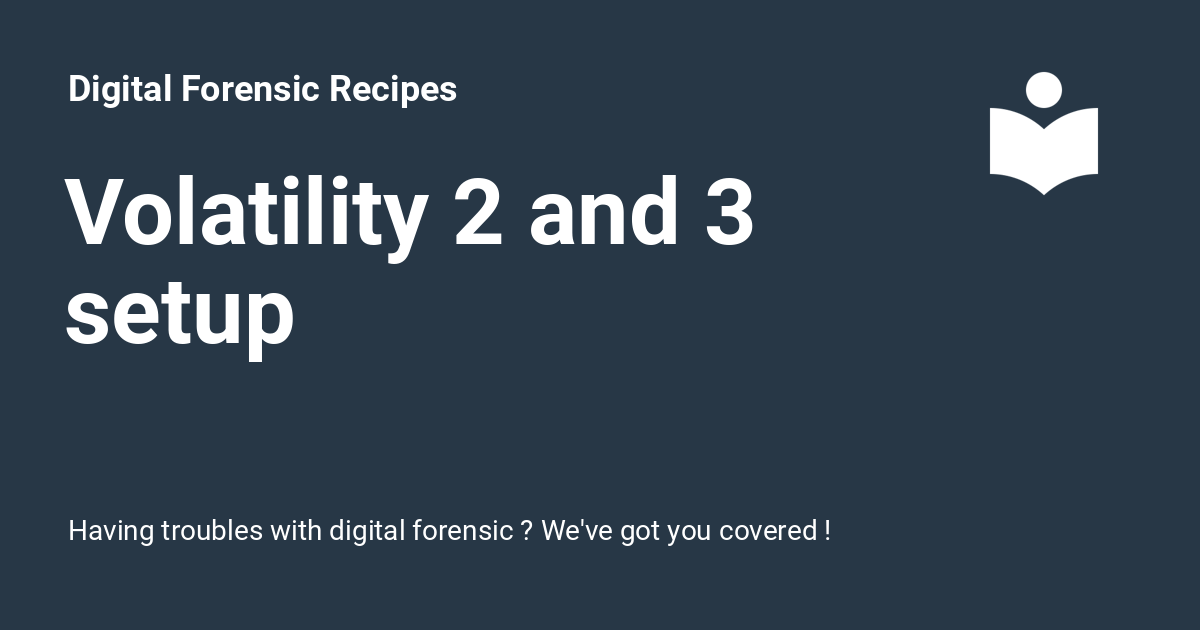 Digital Forensic Recipes
Volatility 2 and 3
setup
Having troubles with digital forensic ? We've got you covered !